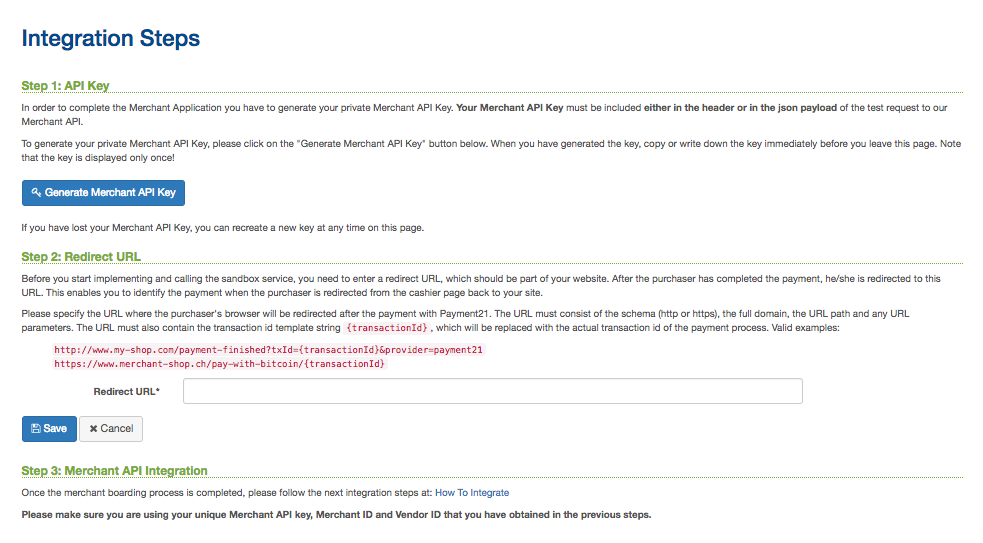 Integration Steps
Step 1: API Key
In order to complete the Merchant Application you have to generate your private Merchant API Key. Your Merchant API Key must be included either in the header or in the json payload of the test request to our
Merchant API.
To generate your private Merchant API Key, please click on the "Generate Merchant API Key" button below. When you have generated the key, copy or write down the key immediately before you leave this page. Note
that the key is displayed only once!
Generate Merchant API Key
If you have lost your Merchant API Key, you can recreate a new key at any time on this page.
Step 2: Redirect URL
Before you start implementing and calling the sandbox service, you need to enter a redirect URL, which should be part of your website. After the purchaser has completed the payment, he/she is redirected to this
URL. This enables you to identify the payment when the purchaser is redirected from the cashier page back to your site.
Please specify the URL where the purchaser's browser will be redirected after the payment with Payment21. The URL must consist of the schema (http or https), the full domain, the URL path and any URL
parameters. The URL must also contain the transaction id template string {transactionId} , which will be replaced with the actual transaction id of the payment process. Valid examples:
http://www.my-shop.com/payment-finished?txId={transactionId}&provider=payment21
https://www.merchant-shop.ch/pay-with-bitcoin/{transactionId}
Redirect URL*
Save Cancel
Step 3: Merchant API Integration
Once the merchant boarding process is completed, please follow the next integration steps at: How To Integrate
Please make sure you are using your unique Merchant API key, Merchant ID and Vendor ID that you have obtained in the previous steps.